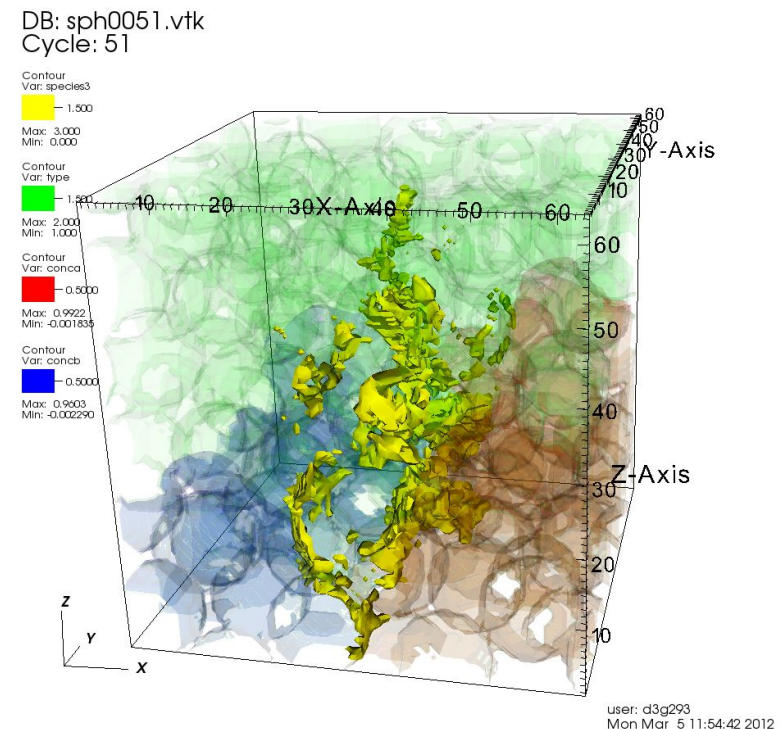 DB: sph0051.vtk
Cycle: 51
Contour
Var: species3
1.500
Max: 3.000
Min: 0.000
Contour
Var: type
1.500
Max: 2.000
Min: 1.000
Contour
Var: conca
0.5000
Max: 0.9922
Min: -0.001835
Contour
Var: concb
0.5000
Max: 0.9603
Min: -0.002290
10 20 30 X-Axis 40 50 60
10 20 30 40 50 60 Y-Axis
60
50
40
Z-Axis
30
20
10
Z
Y
X
user: d3g293
Mon Mar 5 11:54:42 2012